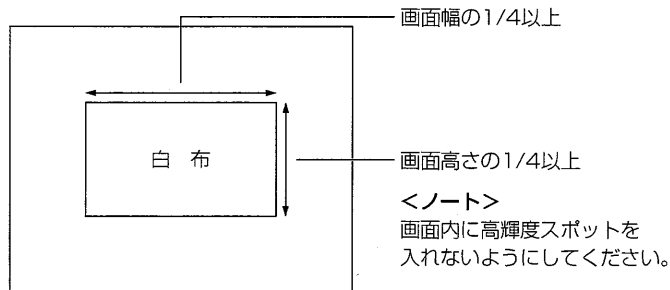 画面幅の1/4以上
白 布
画面高さの1/4以上
<ノート>
画面内に高輝度スポットを
入れないようにしてください。